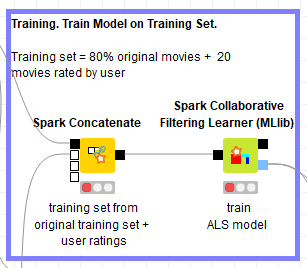 Training. Train Model on Training Set.
Training set = 80% original movies + 20
movies rated by user
Spark Concatenate
Spark Collaborative
Filtering Learner (MLlib)
training set from
original training set +
user ratings
train
ALS model